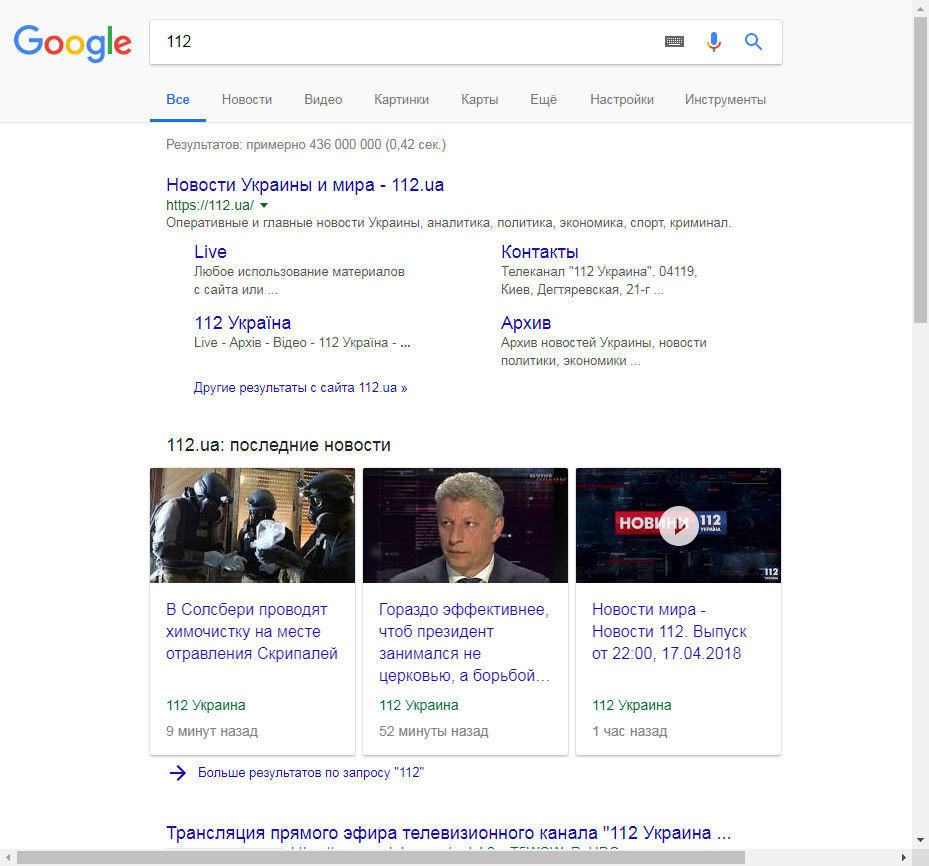 Google
112
Все Новости Видео Картинки Карты Ещё Настройки Инструменты
Результатов: примерно 436 000 000 (0,42 сек.)
Новости Украины и мира - 112.ua
https://112.ua/
Оперативные и главные новости Украины, аналитика, политика, экономика, спорт, криминал.
Live
Любое использование материалов
с сайта или ...
Контакты
Телеканал "112 Украина". 04119,
Киев, Дегтяревская, 21-г ...
112 Україна
Live - Архів - Відео - 112 Україна - ...
Архив
Архив новостей Украины, новости
политики, экономики ...
Другие результаты с сайта 112.ua »
112.ua: последние новости
НОВИНИ 112
УКРАЇНА
112
В Солсбери проводят
химочистку на месте
отравления Скрипалей
112 Украина
9 минут назад
Гораздо эффективнее,
чтоб президент
занимался не
церковью, а борьбой…
112 Украина
52 минуты назад
Новости мира -
Новости 112. Выпуск
от 22:00, 17.04.2018
112 Украина
1 час назад
Больше результатов по запросу "112"
Трансляция прямого эфира телевизионного канала "112 Украина ...